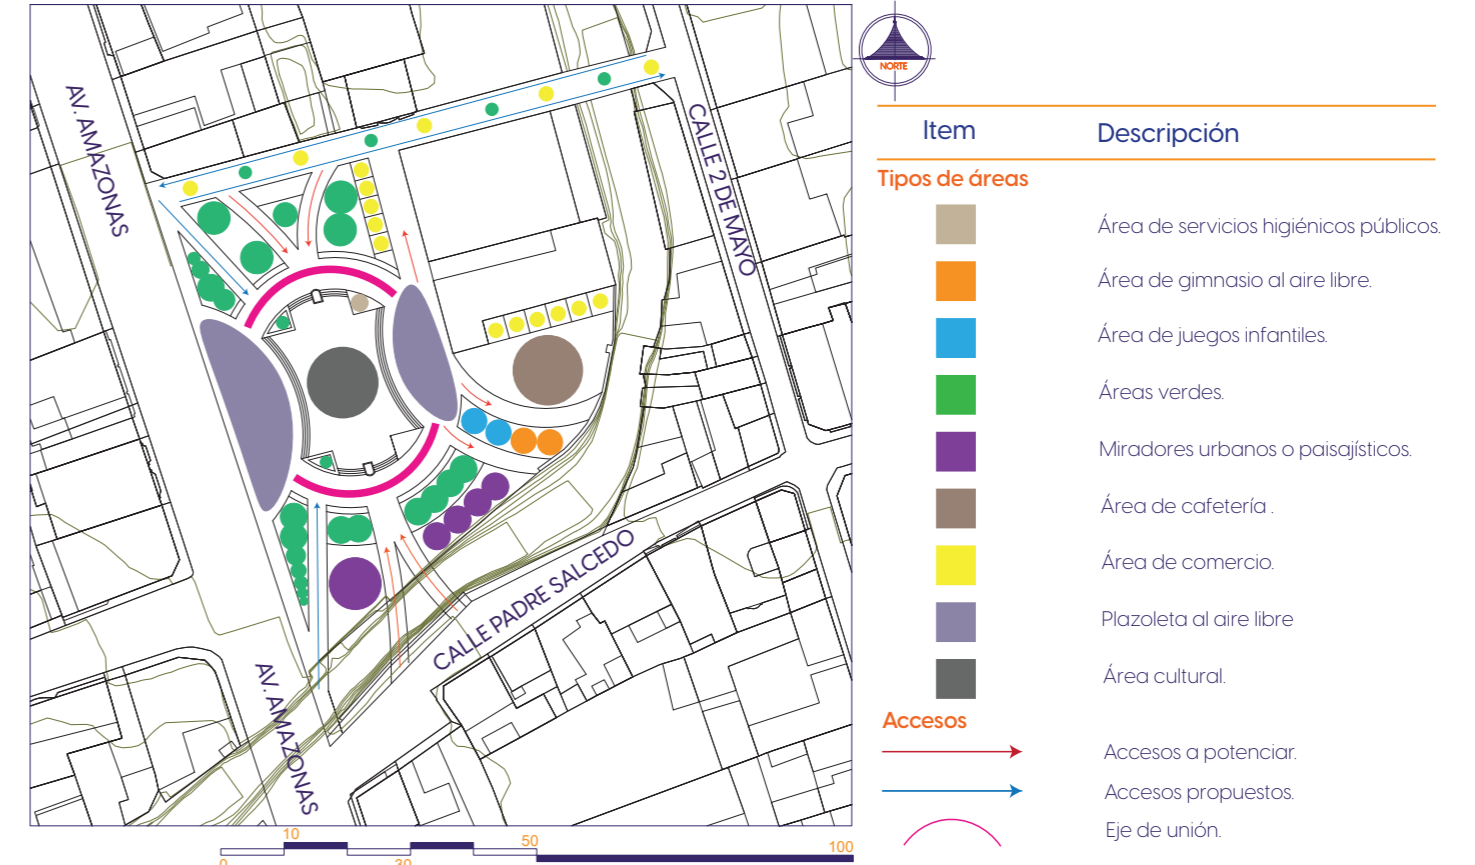 AV. AMAZONAS
CALLE 2 DE MAYO
CALLE PADRE SALCEDO
AV. AMAZONAS
10
50
100
0
30
NORTE
Item
Descripción
Tipos de áreas
Área de servicios higiénicos públicos.
Área de gimnasio al aire libre.
Área de juegos infantiles.
Áreas verdes.
Miradores urbanos o paisajísticos.
Área de cafetería .
Área de comercio.
Plazoleta al aire libre
Área cultural.
Accesos
Accesos a potenciar.
Accesos propuestos.
Eje de unión.